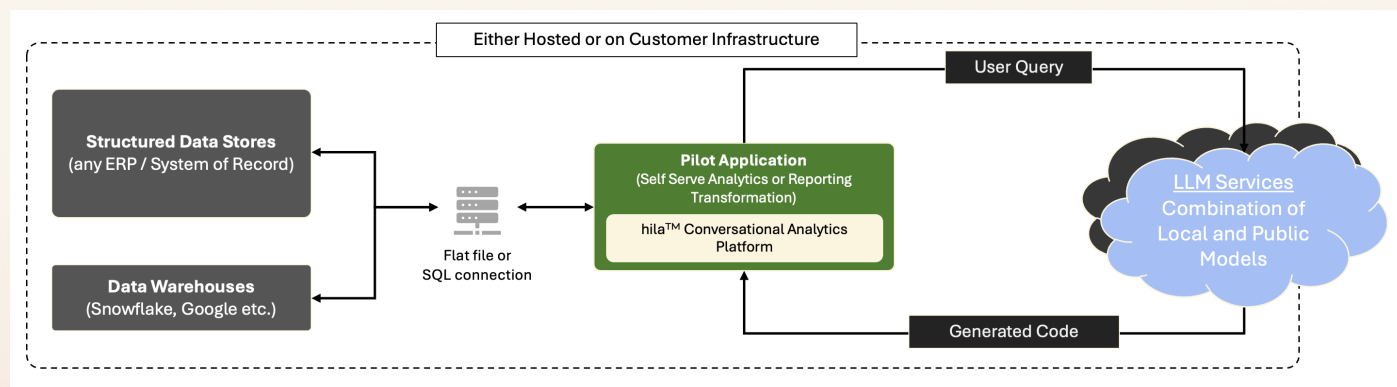 Either Hosted or on Customer Infrastructure
User Query
Structured Data Stores
(any ERP / System of Record)
Pilot Application
(Self Serve Analytics or Reporting
Transformation)
hila™ Conversational Analytics
Platform
LLM Services
Combination of
Local and Public
Models
Flat file or
SQL connection
Data Warehouses
(Snowflake, Google etc.)
Generated Code